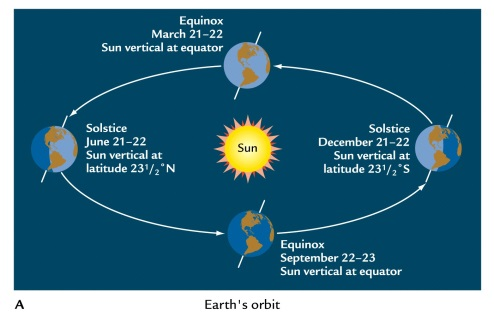 Equinox
March 21–22
Sun vertical at equator
Solstice
June 21–22
Sun vertical at
latitude 23 1/2°N
Sun
Solstice
December 21–22
Sun vertical at
latitude 23 1/2°S
Equinox
September 22–23
Sun vertical at equator
A
Earth's orbit